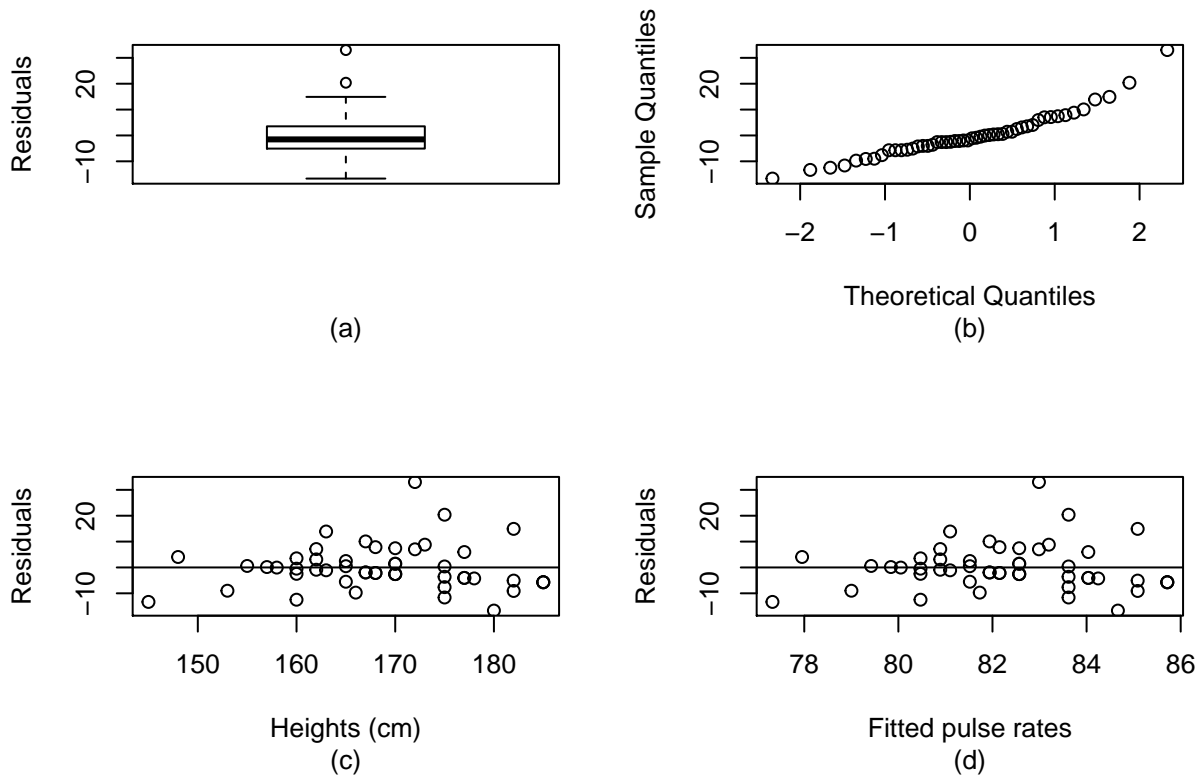 Residuals
20
−10
(a)
Sample Quantiles
20
−10
−2 −1 0 1 2
Theoretical Quantiles
(b)
Residuals
20
−10
150 160 170 180
Heights (cm)
(c)
Residuals
20
−10
78 80 82 84 86
Fitted pulse rates
(d)